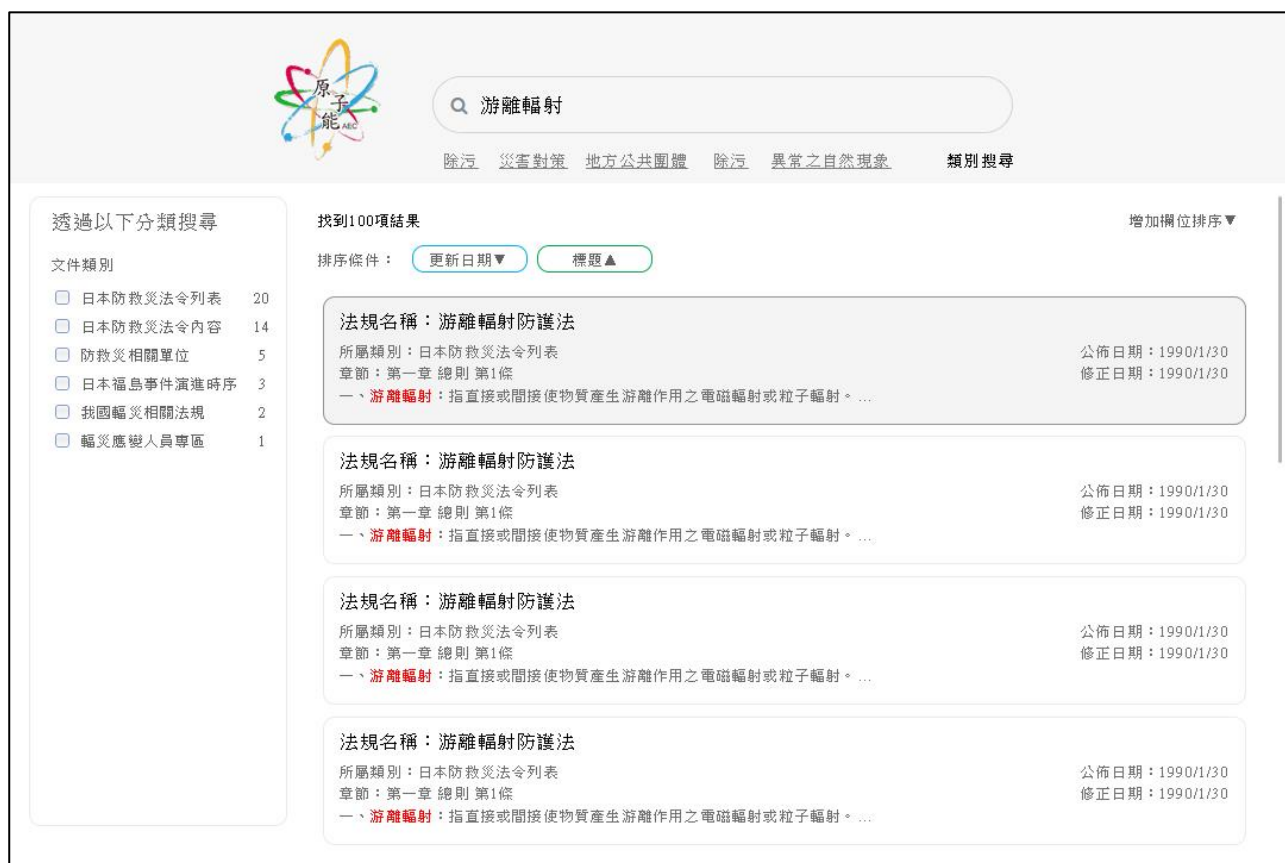 原子能AEC
游離輻射
除污 災害對策 地方公共團體 除污 異常之自然現象 類別搜尋
透過以下分類搜尋
文件類別
日本防救災法令列表 20
日本防救災法令內容 14
防救災相關單位 5
日本福島事件演進時序 3
我國輻災相關法規 2
輻災應變人員專區 1
找到100項結果 增加欄位排序▼
排序條件： 更新日期▼ 標題▲
法規名稱：游離輻射防護法
所屬類別：日本防救災法令列表 公佈日期：1990/1/30
章節：第一章 總則 第1條 修正日期：1990/1/30
一、游離輻射：指直接或間接使物質產生游離作用之電磁輻射或粒子輻射。...
法規名稱：游離輻射防護法
所屬類別：日本防救災法令列表 公佈日期：1990/1/30
章節：第一章 總則 第1條 修正日期：1990/1/30
一、游離輻射：指直接或間接使物質產生游離作用之電磁輻射或粒子輻射。...
法規名稱：游離輻射防護法
所屬類別：日本防救災法令列表 公佈日期：1990/1/30
章節：第一章 總則 第1條 修正日期：1990/1/30
一、游離輻射：指直接或間接使物質產生游離作用之電磁輻射或粒子輻射。...
法規名稱：游離輻射防護法
所屬類別：日本防救災法令列表 公佈日期：1990/1/30
章節：第一章 總則 第1條 修正日期：1990/1/30
一、游離輻射：指直接或間接使物質產生游離作用之電磁輻射或粒子輻射。...